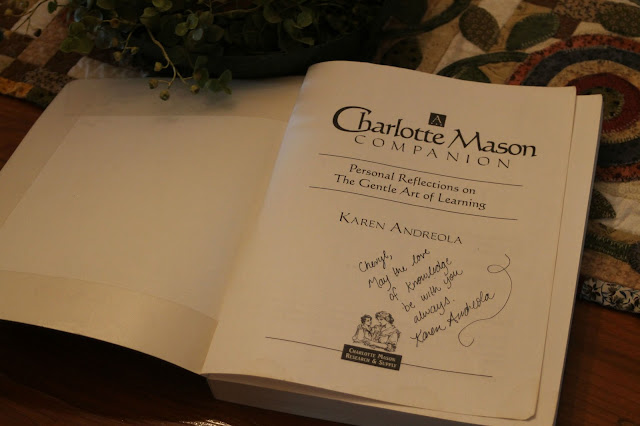 A
Charlotte Mason
COMPANION
Personal Reflections on
The Gentle Art of Learning
KAREN ANDREOLA
Cheryl,
May the love
of knowledge
be with you
always.
Karen Andreola
CHARLOTTE MASON
RESEARCH & SUPPLY